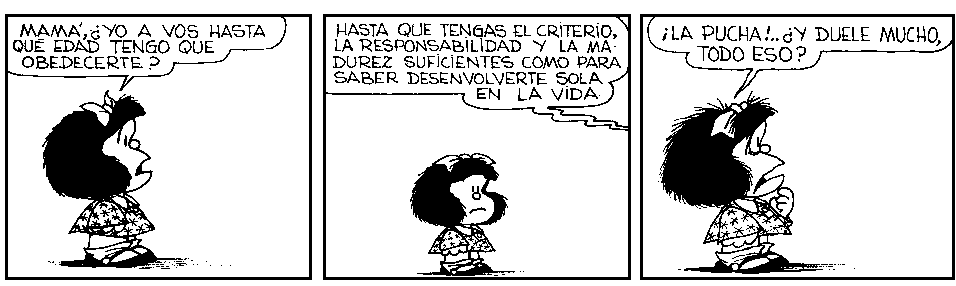 MAMÁ, ¿YO A VOS HASTA
QUÉ EDAD TENGO QUE
OBEDECERTE?
HASTA QUE TENGAS EL CRITERIO,
LA RESPONSABILIDAD Y LA MA-
DUREZ SUFICIENTES COMO PARA
SABER DESENVOLVERTE SOLA
EN LA VIDA
¡LA PUCHA!..¿Y DUELE MUCHO,
TODO ESO?